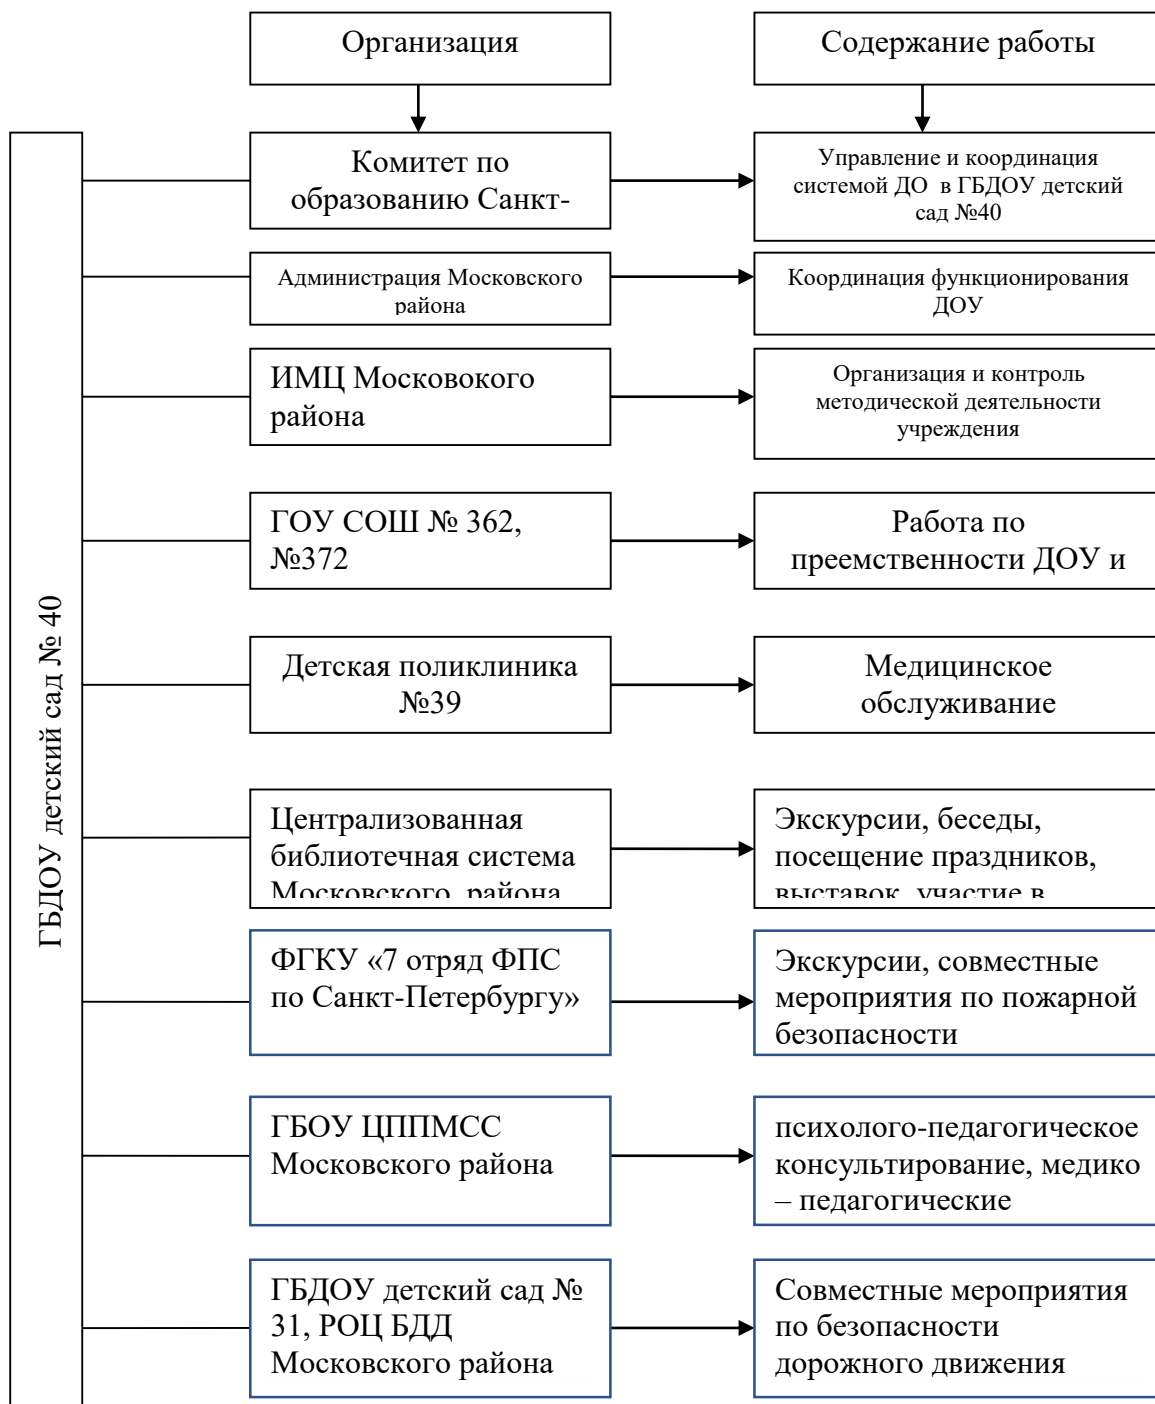 Организация
Содержание работы
ГБДОУ детский сад № 40
Комитет по
образованию Санкт-
Управление и координация
системой ДО в ГБДОУ детский
сад №40
Администрация Московского
района
Координация функционирования
ДОУ
ИМЦ Московокого
района
Организация и контроль
методической деятельности
учреждения
ГОУ СОШ № 362,
№372
Работа по
преемственности ДОУ и
Детская поликлиника
№39
Медицинское
обслуживание
Централизованная
библиотечная система
Московского района
Экскурсии, беседы,
посещение праздников,
выставок, участие в
ФГКУ «7 отряд ФПС
по Санкт-Петербургу»
Экскурсии, совместные
мероприятия по пожарной
безопасности
ГБОУ ЦППМСС
Московского района
психолого-педагогическое
консультирование, медико
– педагогические
ГБДОУ детский сад №
31, РОЦ БДД
Московского района
Совместные мероприятия
по безопасности
дорожного движения